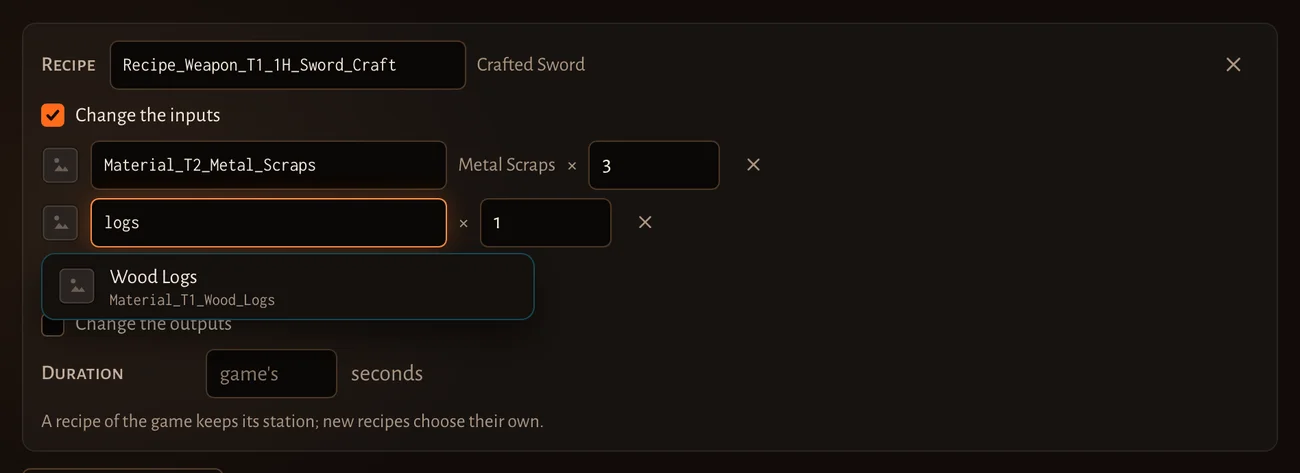 Recipe Recipe_Weapon_T1_1H_Sword_Craft Crafted Sword ×
Change the inputs
Material_T2_Metal_Scraps Metal Scraps × 3 ×
logs × 1 ×
Wood Logs
Material_T1_Wood_Logs
Change the outputs
Duration game's seconds
A recipe of the game keeps its station; new recipes choose their own.